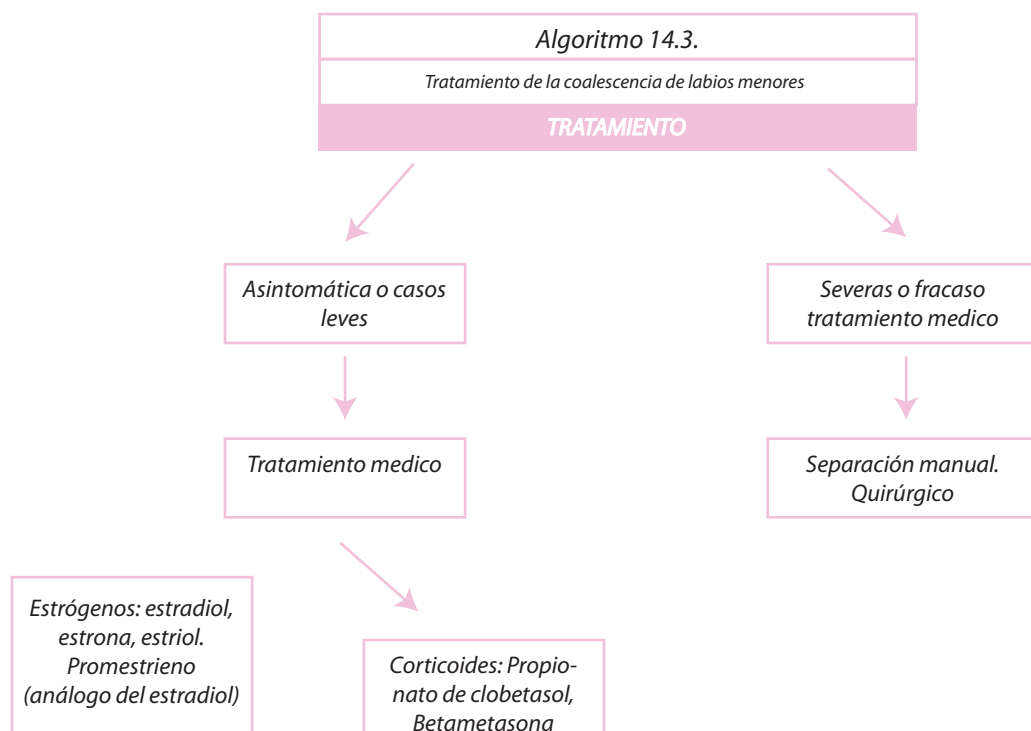 Algoritmo 14.3.
Tratamiento de la coalescencia de labios menores
TRATAMIENTO
Asintomática o casos
leves
Severas o fracaso
tratamiento medico
Tratamiento medico
Separación manual.
Quirúrgico
Estrógenos: estradiol,
estrona, estriol.
Promestrieno
(análogo del estradiol)
Corticoides: Propio-
nato de clobetasol,
Betametasona